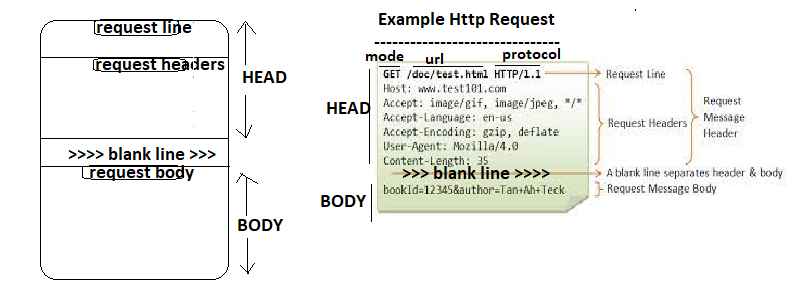 request line
request headers
HEAD
>>>> blank line >>>
request body
BODY
Example Http Request
-------------------------------
mode url protocol
HEAD
GET /doc/test.html HTTP/1.1
Host: www.test101.com
Accept: image/gif, image/jpeg, */*
Accept-Language: en-us
Accept-Encoding: gzip, deflate
User-Agent: Mozilla/4.0
Content-Length: 35
>>> blank line >>>>
BODY
bookId=12345&author=Tan+Ah+Teck
Request Line
Request Headers
Request
Message
Header
A blank line separates header & body
Request Message Body